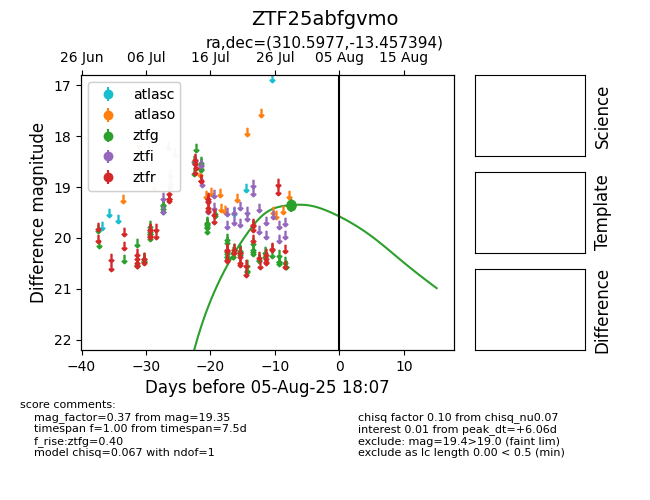 ZTF25abfgvmo
ra,dec=(310.5977,-13.457394)
26 Jun 06 Jul 16 Jul 26 Jul 05 Aug 15 Aug
17
18
19
20
21
22
Difference magnitude
atlasc
atlaso
ztfg
ztfi
ztfr
−40 −30 −20 −10 0 10
Days before 05-Aug-25 18:07
Science
Template
Difference
score comments:
mag_factor=0.37 from mag=19.35
timespan f=1.00 from timespan=7.5d
f_rise:ztfg=0.40
model chisq=0.067 with ndof=1
chisq factor 0.10 from chisq_nu0.07
interest 0.01 from peak_dt=+6.06d
exclude: mag=19.4>19.0 (faint lim)
exclude as lc length 0.00 < 0.5 (min)